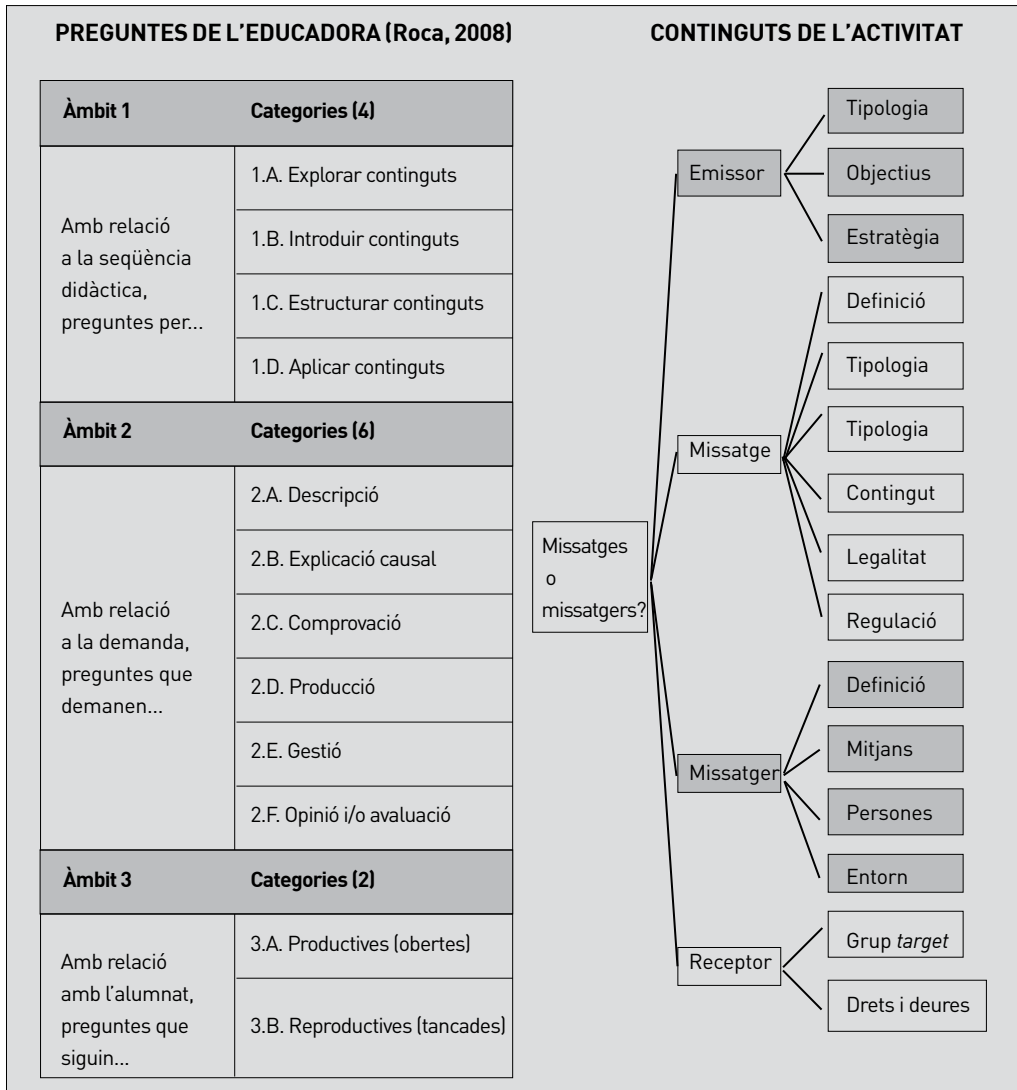 PREGUNTES DE L'EDUCADORA (Roca, 2008)
Àmbit 1 Categories (4)
Amb relació
a la seqüència
didàctica,
preguntes per...
1.A. Explorar continguts
1.B. Introduir continguts
1.C. Estructurar continguts
1.D. Aplicar continguts
Àmbit 2 Categories (6)
Amb relació
a la demanda,
preguntes que
demanen...
2.A. Descripció
2.B. Explicació causal
2.C. Comprovació
2.D. Producció
2.E. Gestió
2.F. Opinió i/o avaluació
Àmbit 3 Categories (2)
Amb relació
amb l'alumnat,
preguntes que
siguin...
3.A. Productives (obertes)
3.B. Reproductives (tancades)
CONTINGUTS DE L'ACTIVITAT
Missatges
o
missatgers?
Emissor
Tipologia
Objectius
Estratègia
Missatge
Definició
Tipologia
Tipologia
Contingut
Legalitat
Regulació
Missatger
Definició
Mitjans
Persones
Entorn
Receptor
Grup target
Drets i deures